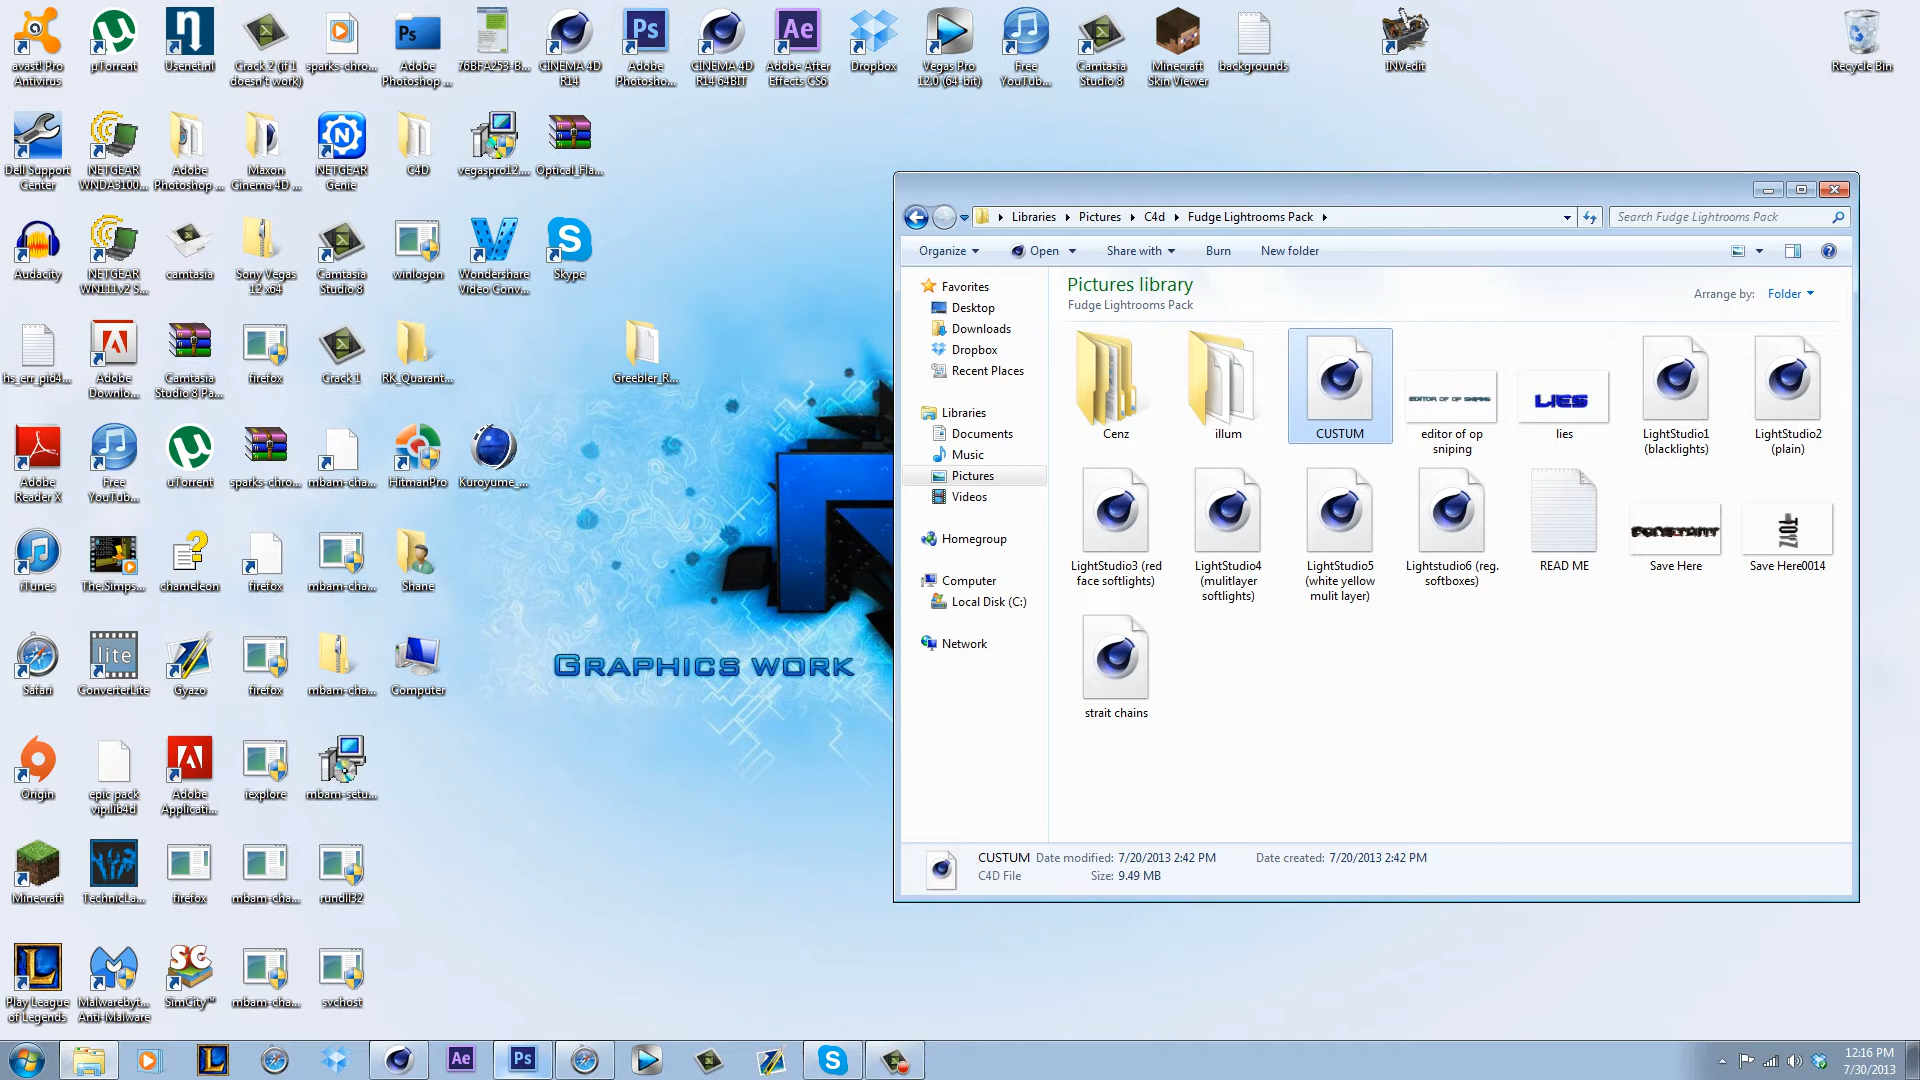 avast! Pro
Antivirus
µTorrent
Usenet.nl
Crack 2 (if 1
doesn't work)
sparks-chro...
Adobe
Photoshop ...
76BFA253-B...
CINEMA 4D
R14
Adobe
Photosho...
CINEMA 4D
R14 64BIT
Adobe After
Effects CS6
Dropbox
Vegas Pro
12.0 (64-bit)
Free
YouTub...
Camtasia
Studio 8
Minecraft
Skin Viewer
backgrounds
INVedit
Recycle Bin
Dell Support
Center
NETGEAR
WNDA3100...
Adobe
Photoshop ...
Maxon
Cinema 4D ...
NETGEAR
Genie
C4D
vegaspro12....
Optical_Fla...
Audacity
NETGEAR
WN111v2 S...
camtasia
Sony Vegas
12 x64
Camtasia
Studio 8
winlogon
Wondershare
Video Conv...
Skype
hs_err_pid4...
Adobe
Downlo...
Camtasia
Studio 8 Pa...
firefox
Crack 1
RK_Quarant...
Greebler_R...
Adobe
Reader X
Free
YouTub...
uTorrent
sparks-chro...
mbam-cha...
HitmanPro
Kuroyume_...
iTunes
The Simps...
chameleon
firefox
mbam-cha...
Shane
Safari
lite
ConverterLite
Gyazo
firefox
mbam-cha...
Computer
Origin
epic pack
vip.lib4d
Adobe
Applicati...
iexplore
mbam-setu...
Minecraft
TechnicLa...
firefox
mbam-cha...
rundll32
Play League
of Legends
Malwarebyt...
Anti-Malware
SimCity™
mbam-cha...
svchost
GRAPHICS WORK
Libraries
Pictures
C4d
Fudge Lightrooms Pack
Search Fudge Lightrooms Pack
Organize
Open
Share with
Burn
New folder
Favorites
Desktop
Downloads
Dropbox
Recent Places
Libraries
Documents
Music
Pictures
Videos
Homegroup
Computer
Local Disk (C:)
Network
Pictures library
Fudge Lightrooms Pack
Arrange by: Folder
Cenz
illum
CUSTUM
EDITOR OF OP SNIPING
editor of op
sniping
LIES
lies
LightStudio1
(blacklights)
LightStudio2
(plain)
LightStudio3 (red
face softlights)
LightStudio4
(mulitlayer
softlights)
LightStudio5
(white yellow
mulit layer)
Lightstudio6 (reg.
softboxes)
READ ME
Save Here
TOYZ
Save Here0014
strait chains
CUSTUM Date modified: 7/20/2013 2:42 PM Date created: 7/20/2013 2:42 PM
C4D File Size: 9.49 MB
Ae
Ps
12:16 PM
7/30/2013